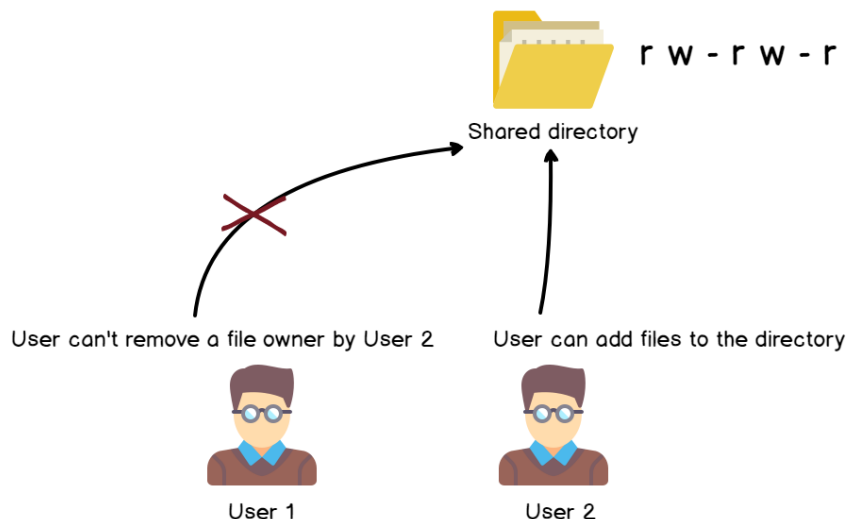 r w - r w - r
Shared directory
User can't remove a file owner by User 2
User can add files to the directory
User 1
User 2